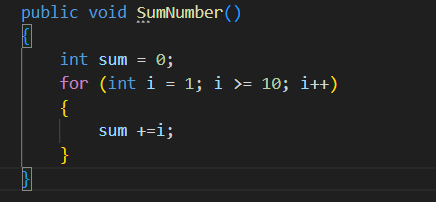 public void SumNumber()
{
    int sum = 0;
    for (int i = 1; i >= 10; i++)
    {
        sum +=i;
    }
}